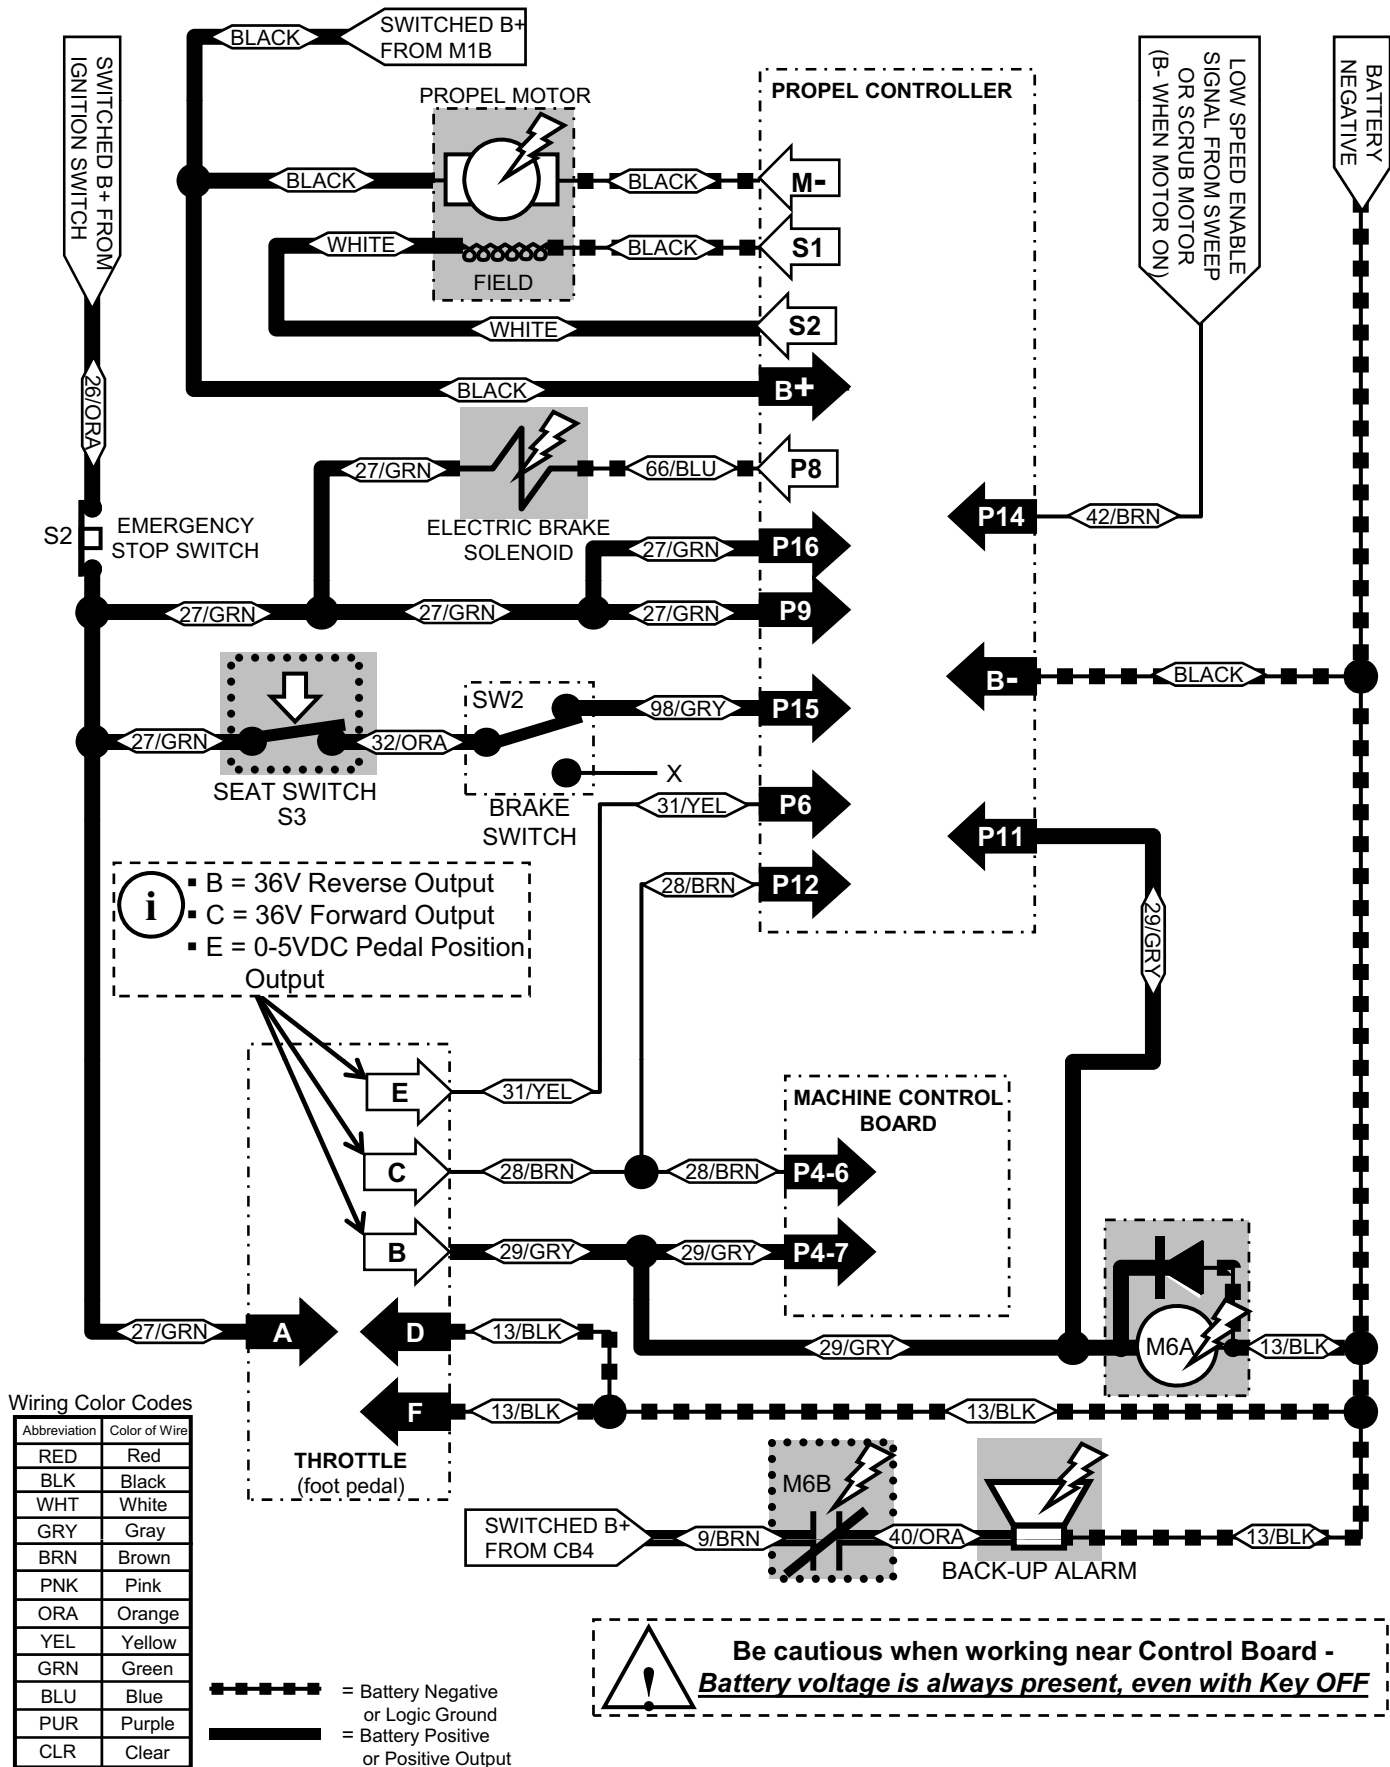 SWITCHED B+
FROM M1B
BLACK
SWITCHED B+ FROM
IGNITION SWITCH
LOW SPEED ENABLE
SIGNAL FROM SWEEP
OR SCRUB MOTOR
(B- WHEN MOTOR ON)
BATTERY
NEGATIVE
PROPEL MOTOR
PROPEL CONTROLLER
BLACK
BLACK
M-
WHITE
BLACK
S1
FIELD
WHITE
S2
26/ORA
BLACK
B+
27/GRN
66/BLU
P8
ELECTRIC BRAKE
SOLENOID
S2
EMERGENCY
STOP SWITCH
P14
42/BRN
27/GRN
P16
27/GRN
27/GRN
27/GRN
P9
B-
BLACK
SW2
98/GRY
P15
27/GRN
32/ORA
X
SEAT SWITCH
S3
BRAKE
SWITCH
31/YEL
P6
P11
28/BRN
P12
29/GRY
i
▪ B = 36V Reverse Output
▪ C = 36V Forward Output
▪ E = 0-5VDC Pedal Position
Output
E
31/YEL
MACHINE CONTROL
BOARD
C
28/BRN
28/BRN
P4-6
B
29/GRY
29/GRY
P4-7
27/GRN
A
D
13/BLK
29/GRY
M6A
13/BLK
F
13/BLK
13/BLK
THROTTLE
(foot pedal)
M6B
SWITCHED B+
FROM CB4
9/BRN
40/ORA
13/BLK
BACK-UP ALARM
Wiring Color Codes
Abbreviation Color of Wire
RED Red
BLK Black
WHT White
GRY Gray
BRN Brown
PNK Pink
ORA Orange
YEL Yellow
GRN Green
BLU Blue
PUR Purple
CLR Clear
= Battery Negative
or Logic Ground
= Battery Positive
or Positive Output
!
Be cautious when working near Control Board -
Battery voltage is always present, even with Key OFF